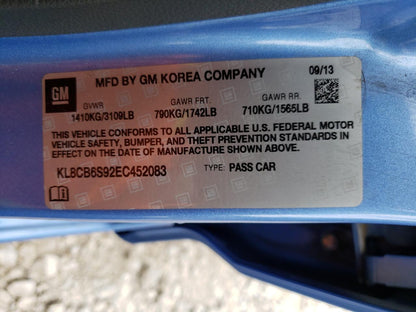 GM
MFD BY GM KOREA COMPANY
09/13
GVWR GAWR FRT. GAWR RR.
1410KG/3109LB 790KG/1742LB 710KG/1565LB
THIS VEHICLE CONFORMS TO ALL APPLICABLE U.S. FEDERAL MOTOR
VEHICLE SAFETY, BUMPER, AND THEFT PREVENTION STANDARDS IN
EFFECT ON THE DATE OF MANUFACTURE SHOWN ABOVE.
KL8CB6S92EC452083 TYPE: PASS CAR